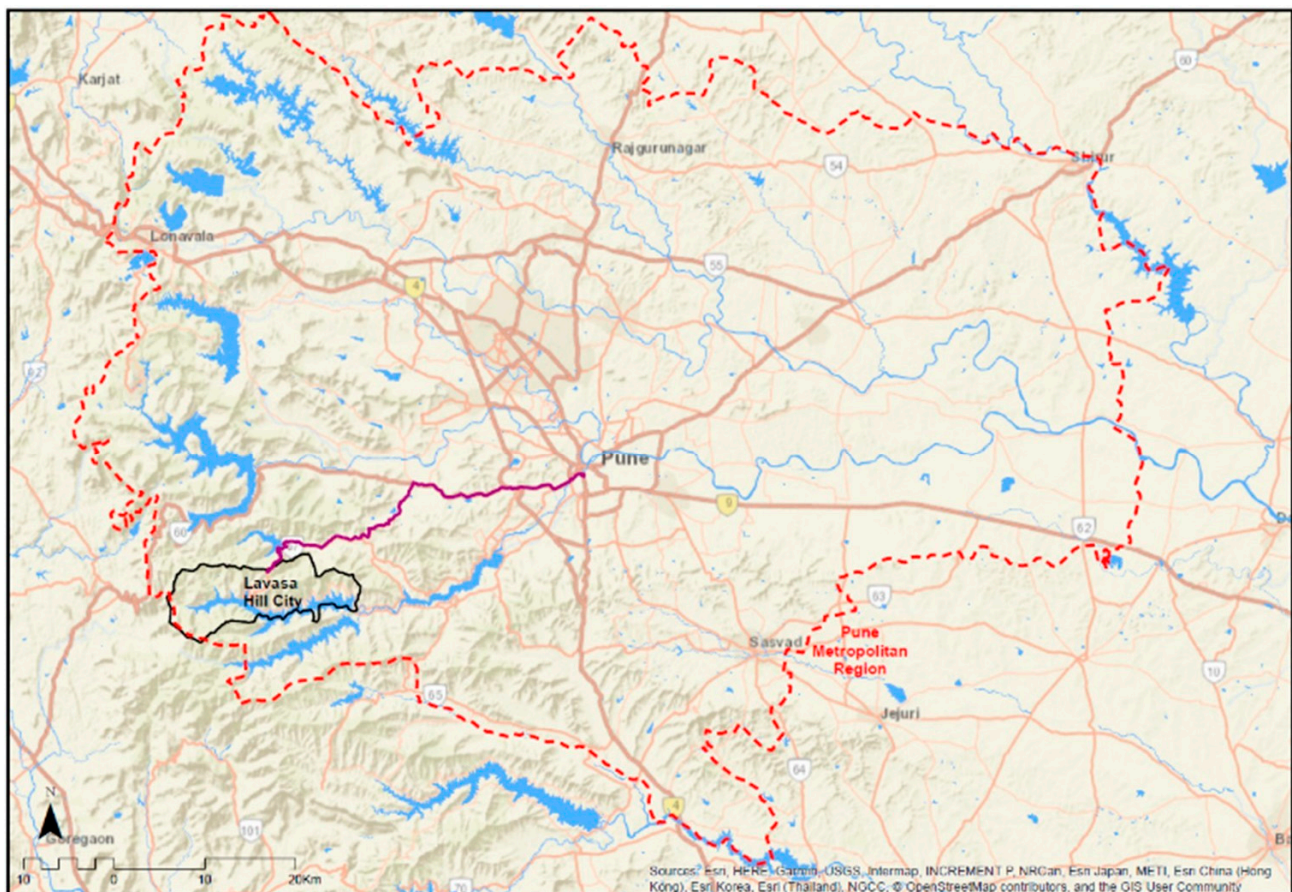 60
Karjat
Rajgurunagar
54
Shirur
Lonavala
55
4
62
Pune
9
60
62
Lavasa
Hill City
63
Sasvad
Pune
Metropolitan
Region
10
65
Jejuri
64
4
101
Goregaon
N
10 0 10 20Km
70
Sources: Esri, HERE, Garmin, USGS, Intermap, INCREMENT P, NRCan, Esri Japan, METI, Esri China (Hong
Kong), Esri Korea, Esri (Thailand), NGCC, © OpenStreetMap contributors, and the GIS User Community